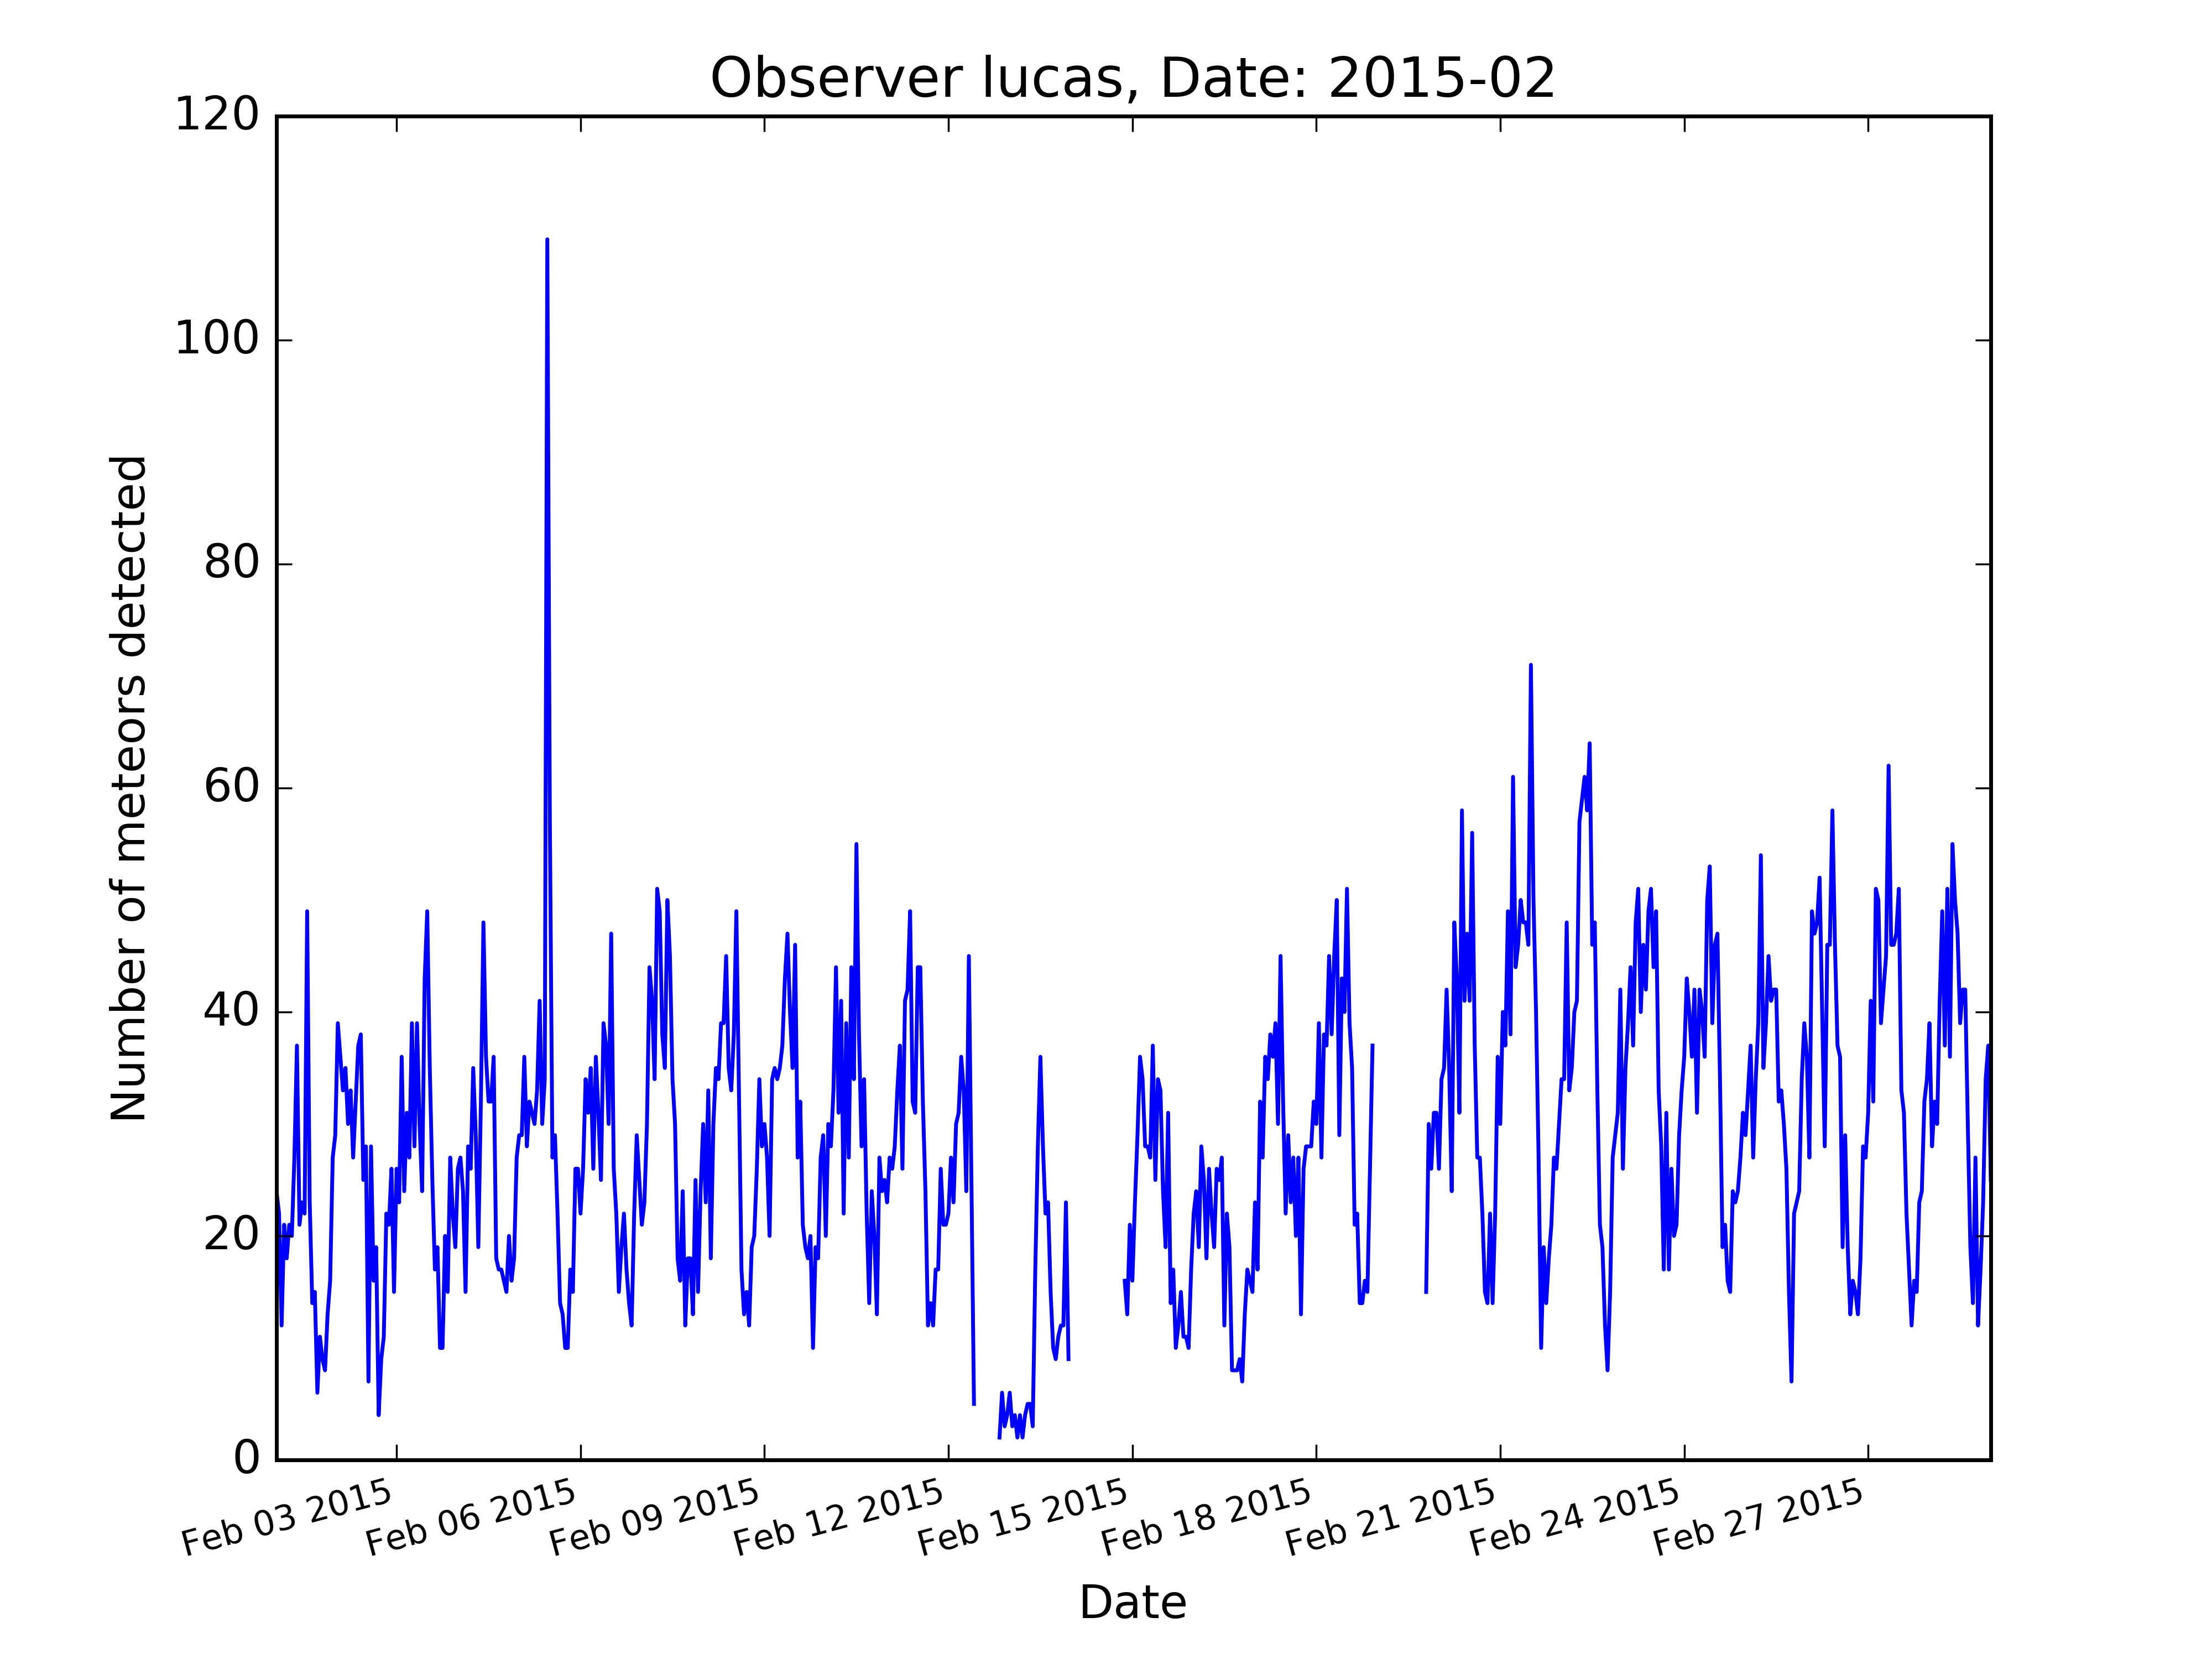 Observer lucas, Date: 2015-02
Number of meteors detected
120
100
80
60
40
20
0
Feb 03 2015
Feb 06 2015
Feb 09 2015
Feb 12 2015
Feb 15 2015
Feb 18 2015
Feb 21 2015
Feb 24 2015
Feb 27 2015
Date